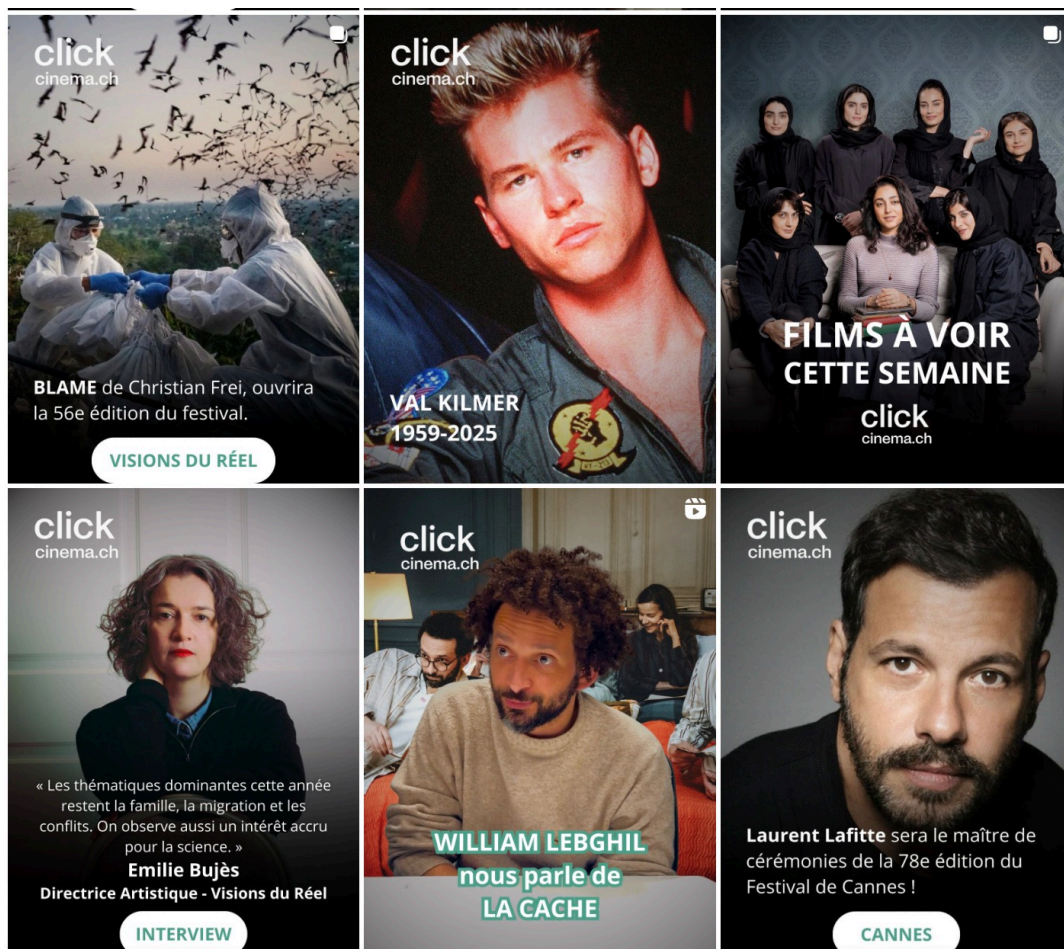 click
cinema.ch
BLAME de Christian Frei, ouvrira
la 56e édition du festival.
VISIONS DU RÉEL
click
cinema.ch
VAL KILMER
1959-2025
FILMS À VOIR
CETTE SEMAINE
click
cinema.ch
click
cinema.ch
« Les thématiques dominantes cette année
restent la famille, la migration et les
conflits. On observe aussi un intérêt accru
pour la science. »
Emilie Bujès
Directrice Artistique - Visions du Réel
INTERVIEW
click
cinema.ch
WILLIAM LEBGHIL
nous parle de
LA CACHE
click
cinema.ch
Laurent Lafitte sera le maître de
cérémonies de la 78e édition du
Festival de Cannes !
CANNES